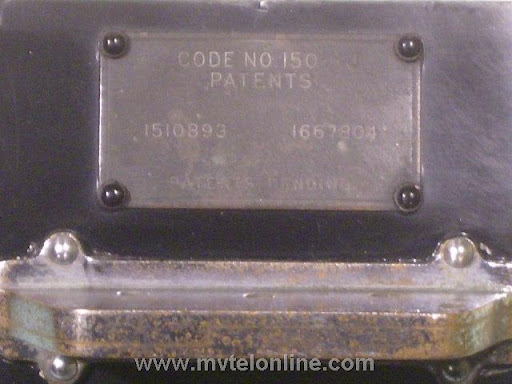 CODE NO 150
PATENTS
1510893 1667804
PATENTS PENDING
www.mvtelonline.com